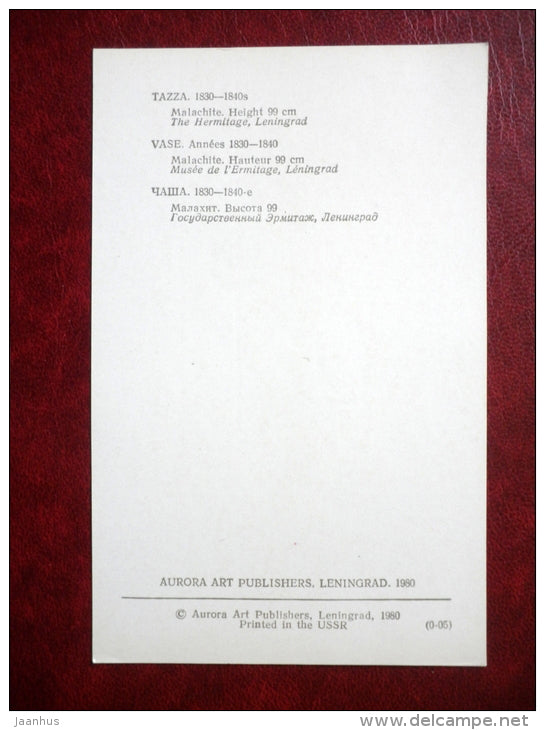 TAZZA. 1830—1840s
Malachite. Height 99 cm
The Hermitage, Leningrad
VASE. Années 1830—1840
Malachite. Hauteur 99 cm
Musée de l'Ermitage, Léningrad
ЧАША. 1830—1840-е
Малахит. Высота 99
Государственный Эрмитаж, Ленинград
AURORA ART PUBLISHERS. LENINGRAD. 1980
© Aurora Art Publishers, Leningrad, 1980
Printed in the USSR (0-05)
jaanhus
www.delcampe.net